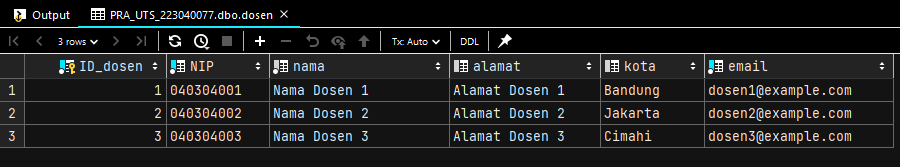 Output PRA_UTS_223040077.dbo.dosen
3 rows Tx: Auto DDL
ID_dosen NIP nama alamat kota email
1 1 040304001 Nama Dosen 1 Alamat Dosen 1 Bandung dosen1@example.com
2 2 040304002 Nama Dosen 2 Alamat Dosen 2 Jakarta dosen2@example.com
3 3 040304003 Nama Dosen 3 Alamat Dosen 3 Cimahi dosen3@example.com